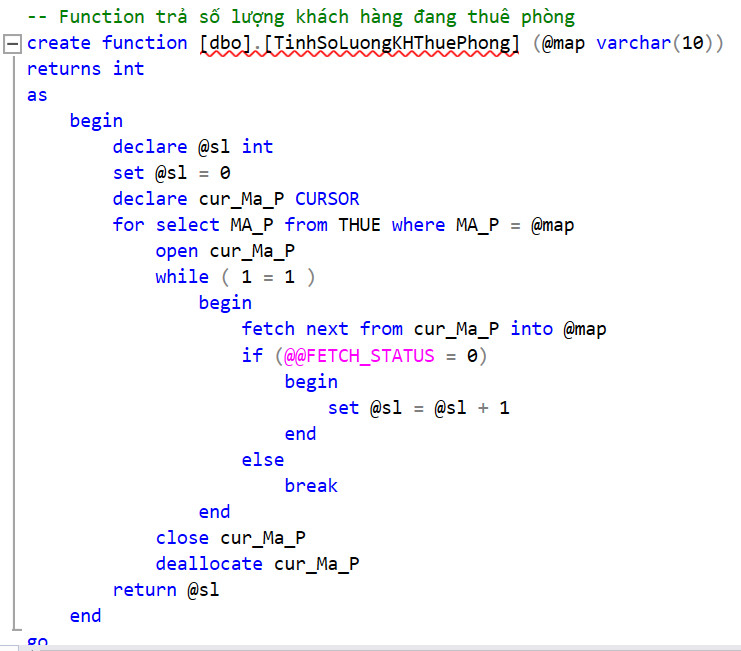 -- Function trả số lượng khách hàng đang thuê phòng
create function [dbo].[TinhSoLuongKHThuePhong] (@map varchar(10))
returns int
as
begin
declare @sl int
set @sl = 0
declare cur_Ma_P CURSOR
for select MA_P from THUE where MA_P = @map
open cur_Ma_P
while ( 1 = 1 )
begin
fetch next from cur_Ma_P into @map
if (@@FETCH_STATUS = 0)
begin
set @sl = @sl + 1
end
else
break
end
close cur_Ma_P
deallocate cur_Ma_P
return @sl
end
go